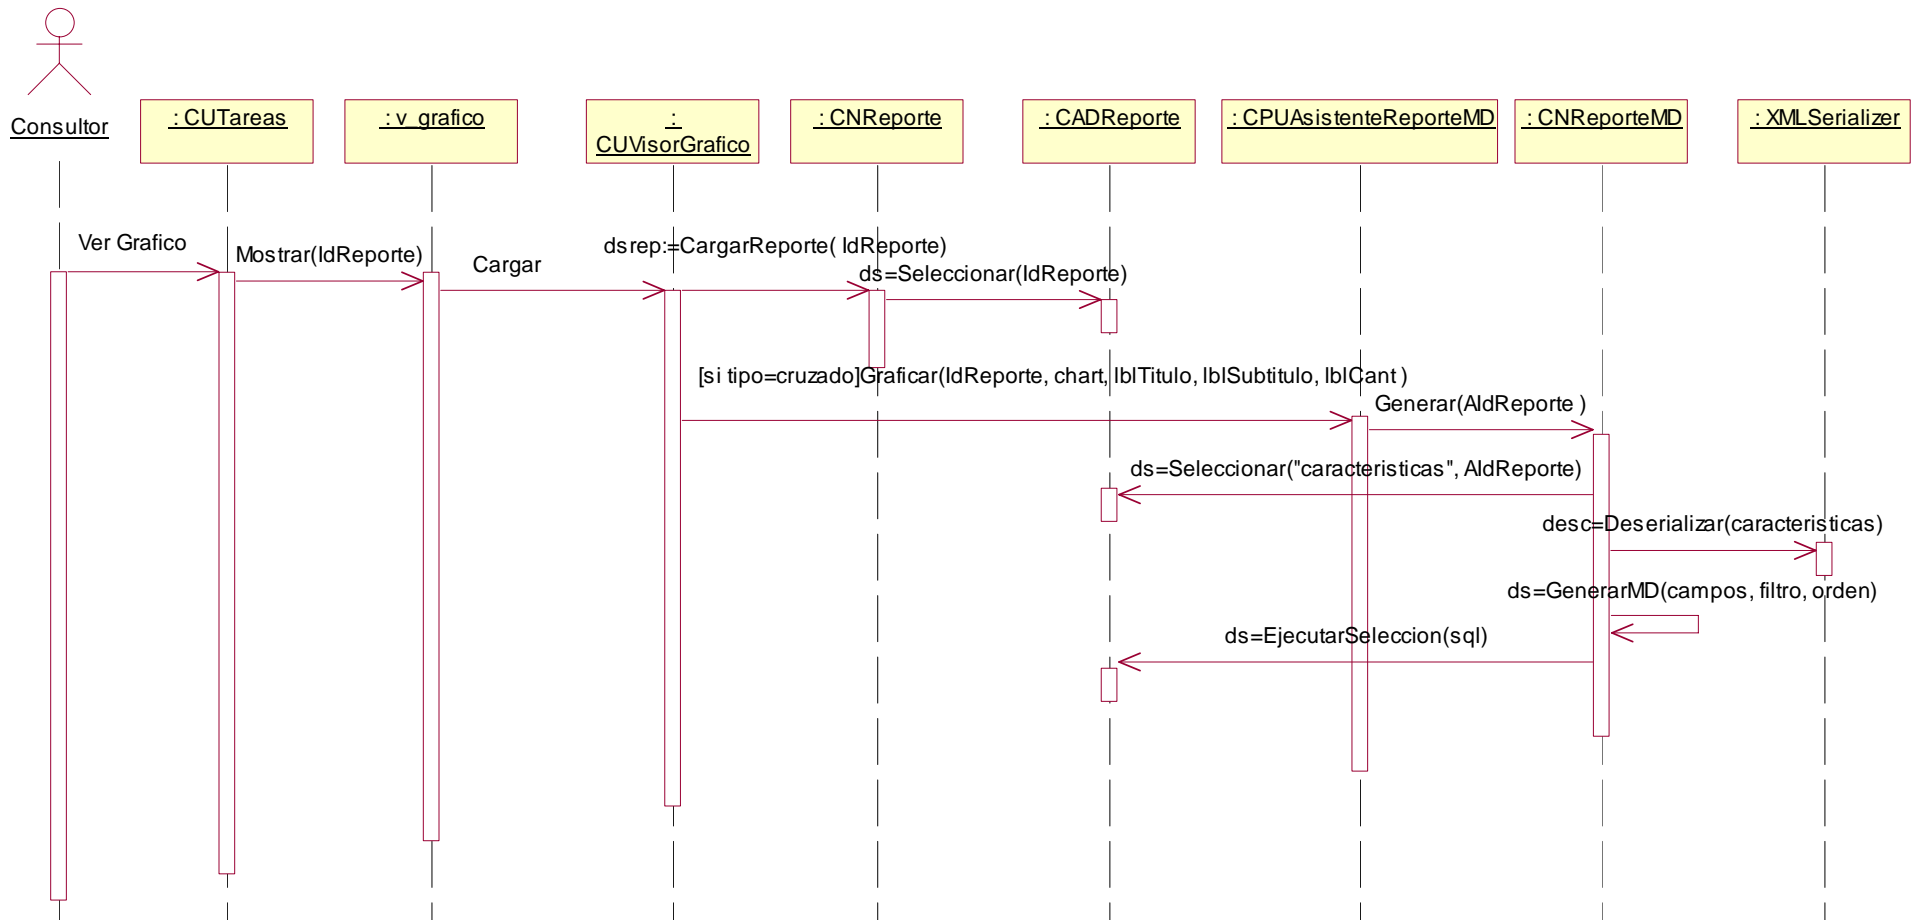 Consultor
: CUTareas
: v_grafico
:
CUVisorGrafico
: CNReporte
: CADReporte
: CPUAsistenteReporteMD
: CNReporteMD
: XMLSerializer
Ver Grafico
Mostrar(IdReporte)
Cargar
dsrep:=CargarReporte( IdReporte)
ds=Seleccionar(IdReporte)
[si tipo=cruzado]Graficar(IdReporte, chart, lblTitulo, lblSubtitulo, lblCant )
Generar(AIdReporte )
ds=Seleccionar("caracteristicas", AIdReporte)
desc=Deserializar(caracteristicas)
ds=GenerarMD(campos, filtro, orden)
ds=EjecutarSeleccion(sql)